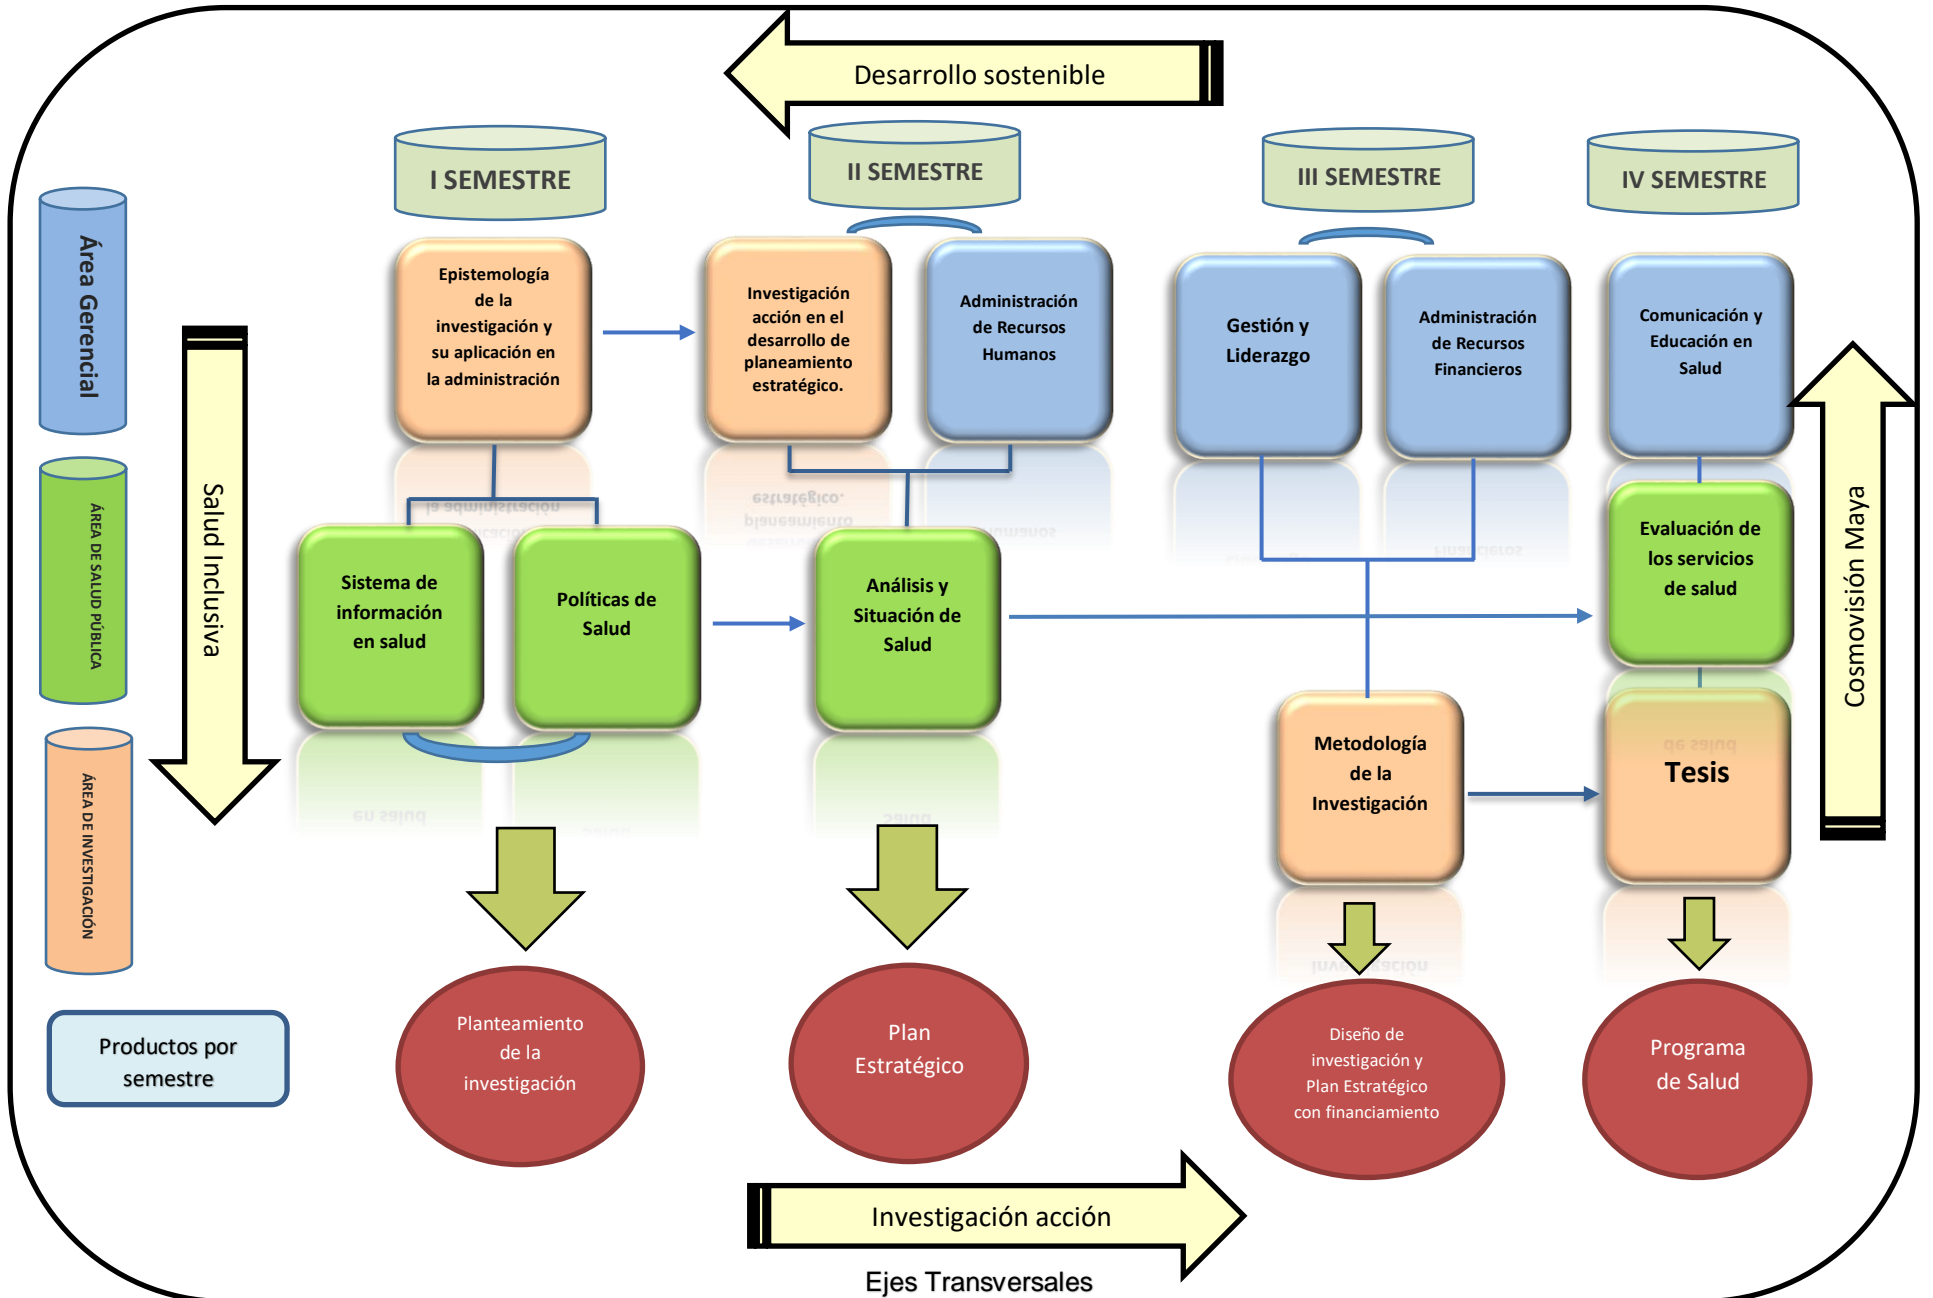 Desarrollo sostenible
I SEMESTRE
II SEMESTRE
III SEMESTRE
IV SEMESTRE
Área Gerencial
ÁREA DE SALUD PÚBLICA
ÁREA DE INVESTIGACIÓN
Salud Inclusiva
Epistemología
de la
investigación y
su aplicación en
la administración
Investigación
acción en el
desarrollo de
planeamiento
estratégico.
Administración
de Recursos
Humanos
Gestión y
Liderazgo
Administración
de Recursos
Financieros
Comunicación y
Educación en
Salud
Cosmovisión Maya
Sistema de
información
en salud
Políticas de
Salud
Análisis y
Situación de
Salud
Evaluación de
los servicios
de salud
Metodología
de la
Investigación
Tesis
Productos por
semestre
Planteamiento
de la
investigación
Plan
Estratégico
Diseño de
investigación y
Plan Estratégico
con financiamiento
Programa
de Salud
Investigación acción
Ejes Transversales